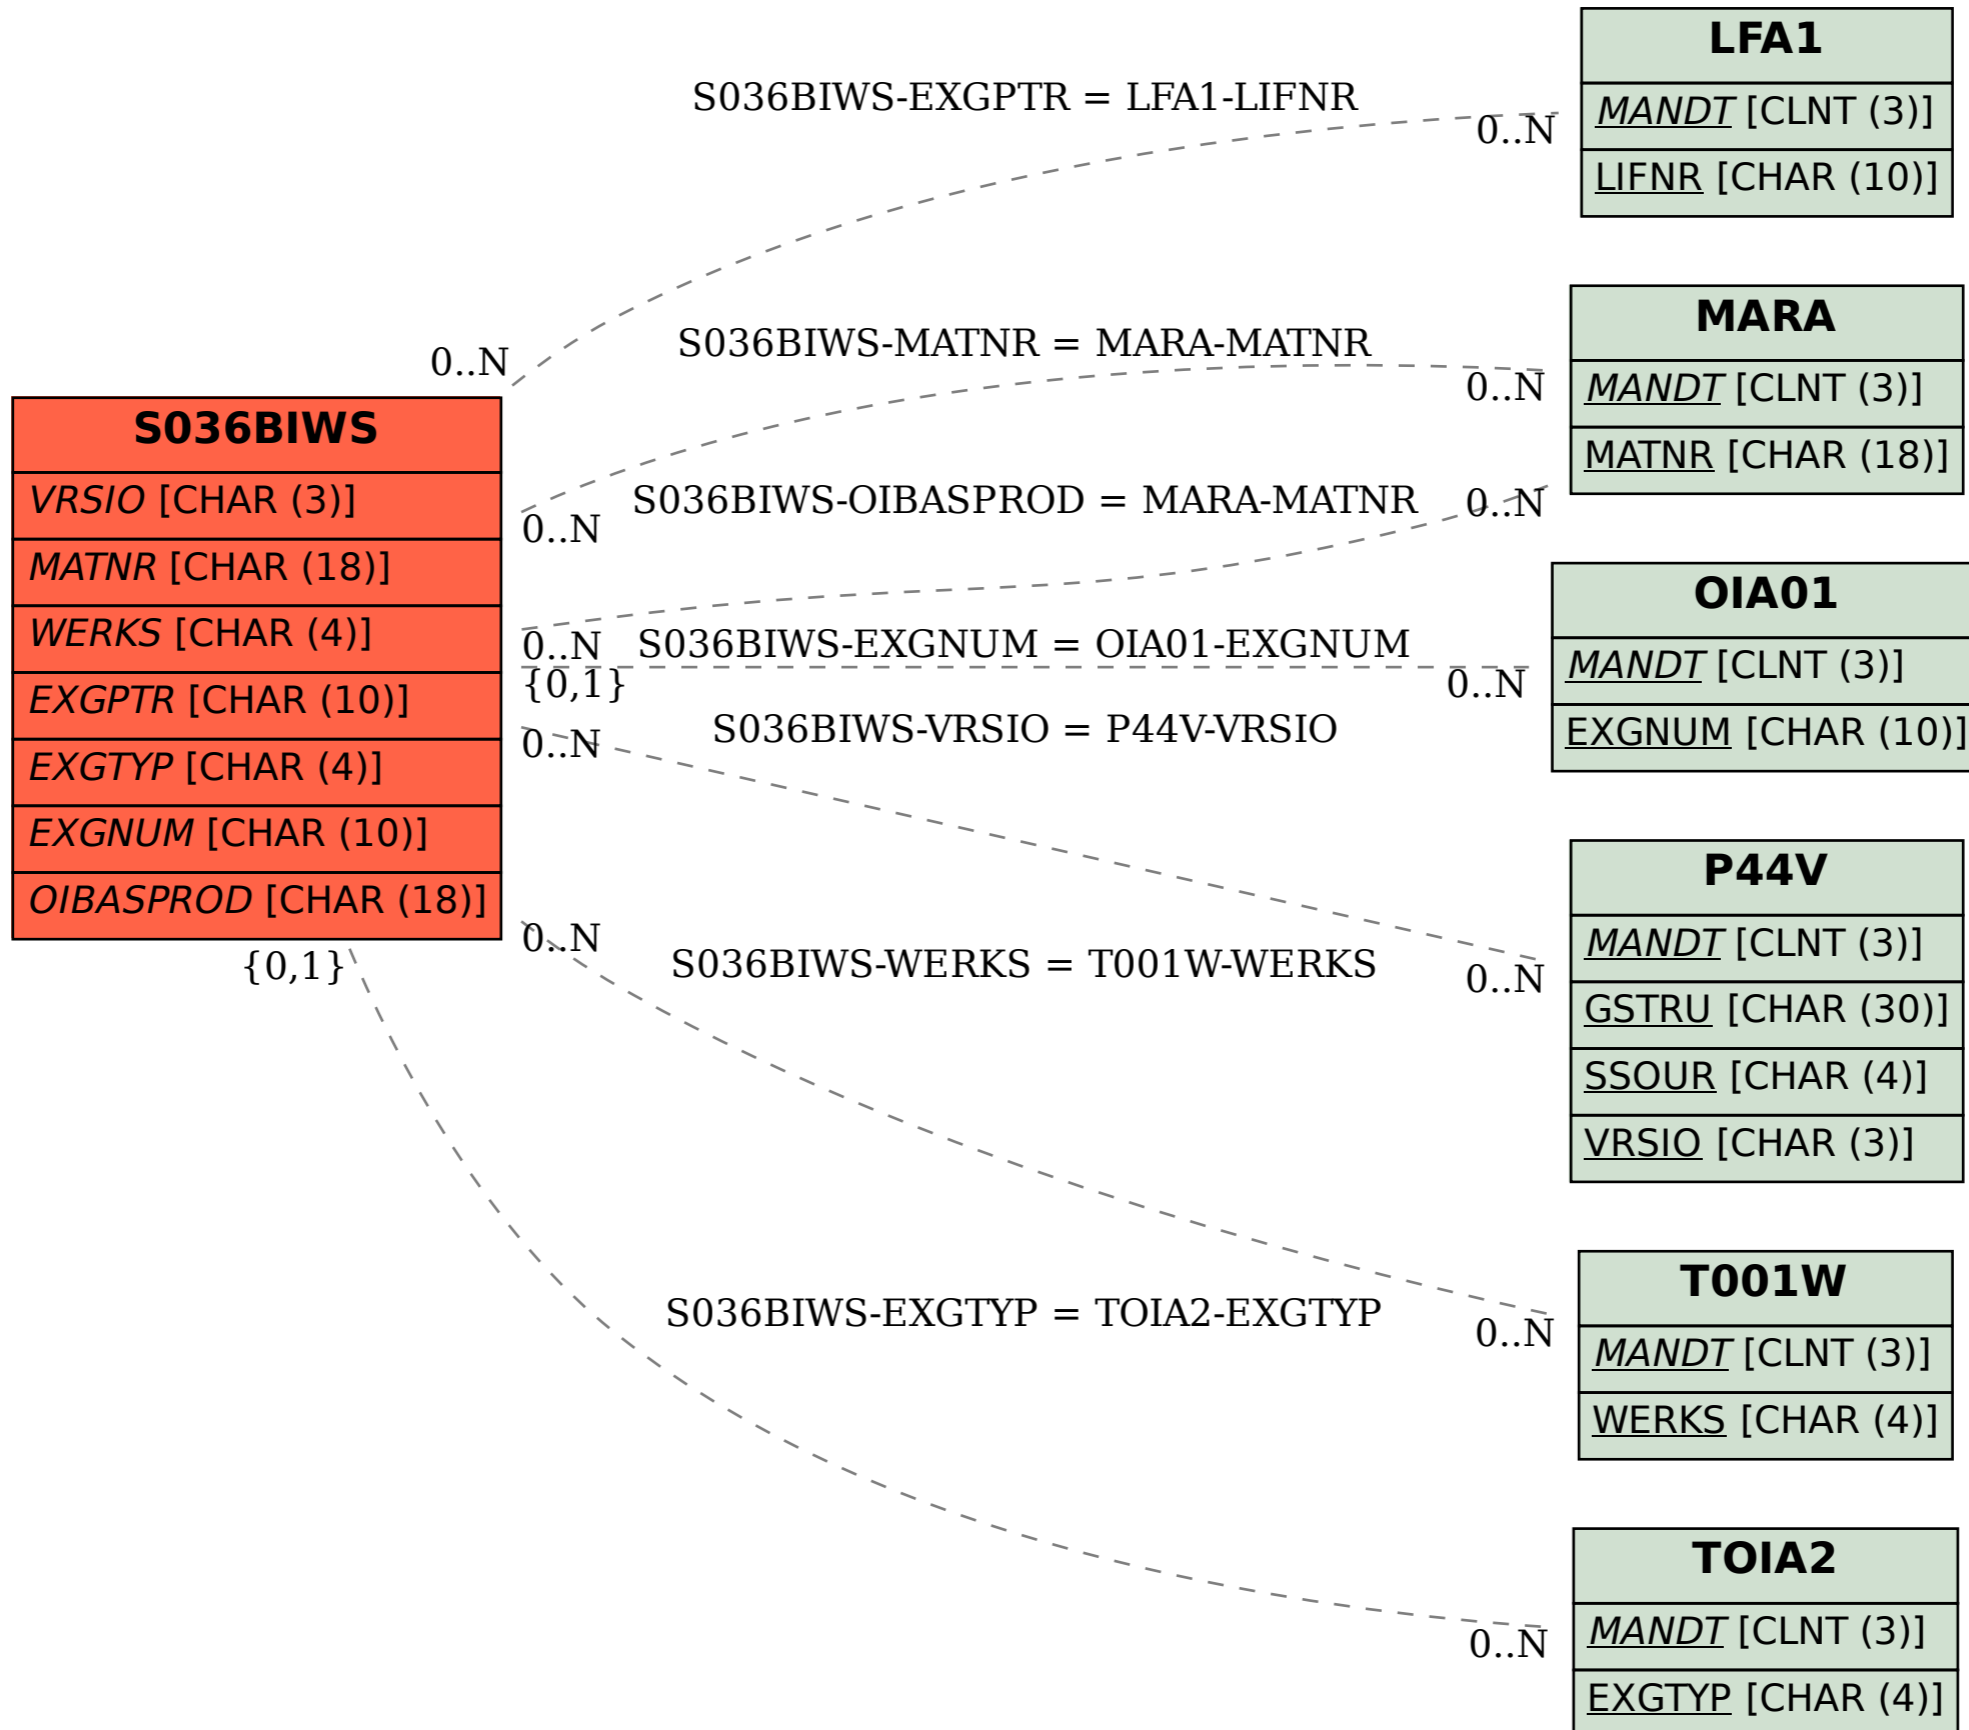 S036BIWS
VRSIO [CHAR (3)]
MATNR [CHAR (18)]
WERKS [CHAR (4)]
EXGPTR [CHAR (10)]
EXGTYP [CHAR (4)]
EXGNUM [CHAR (10)]
OIBASPROD [CHAR (18)]
S036BIWS-EXGPTR = LFA1-LIFNR
0..N
0..N
S036BIWS-MATNR = MARA-MATNR
0..N
0..N
S036BIWS-OIBASPROD = MARA-MATNR
0..N
0..N
S036BIWS-EXGNUM = OIA01-EXGNUM
{0,1}
0..N
S036BIWS-VRSIO = P44V-VRSIO
0..N
0..N
S036BIWS-WERKS = T001W-WERKS
0..N
0..N
S036BIWS-EXGTYP = TOIA2-EXGTYP
{0,1}
0..N
LFA1
MANDT [CLNT (3)]
LIFNR [CHAR (10)]
MARA
MANDT [CLNT (3)]
MATNR [CHAR (18)]
OIA01
MANDT [CLNT (3)]
EXGNUM [CHAR (10)]
P44V
MANDT [CLNT (3)]
GSTRU [CHAR (30)]
SSOUR [CHAR (4)]
VRSIO [CHAR (3)]
T001W
MANDT [CLNT (3)]
WERKS [CHAR (4)]
TOIA2
MANDT [CLNT (3)]
EXGTYP [CHAR (4)]